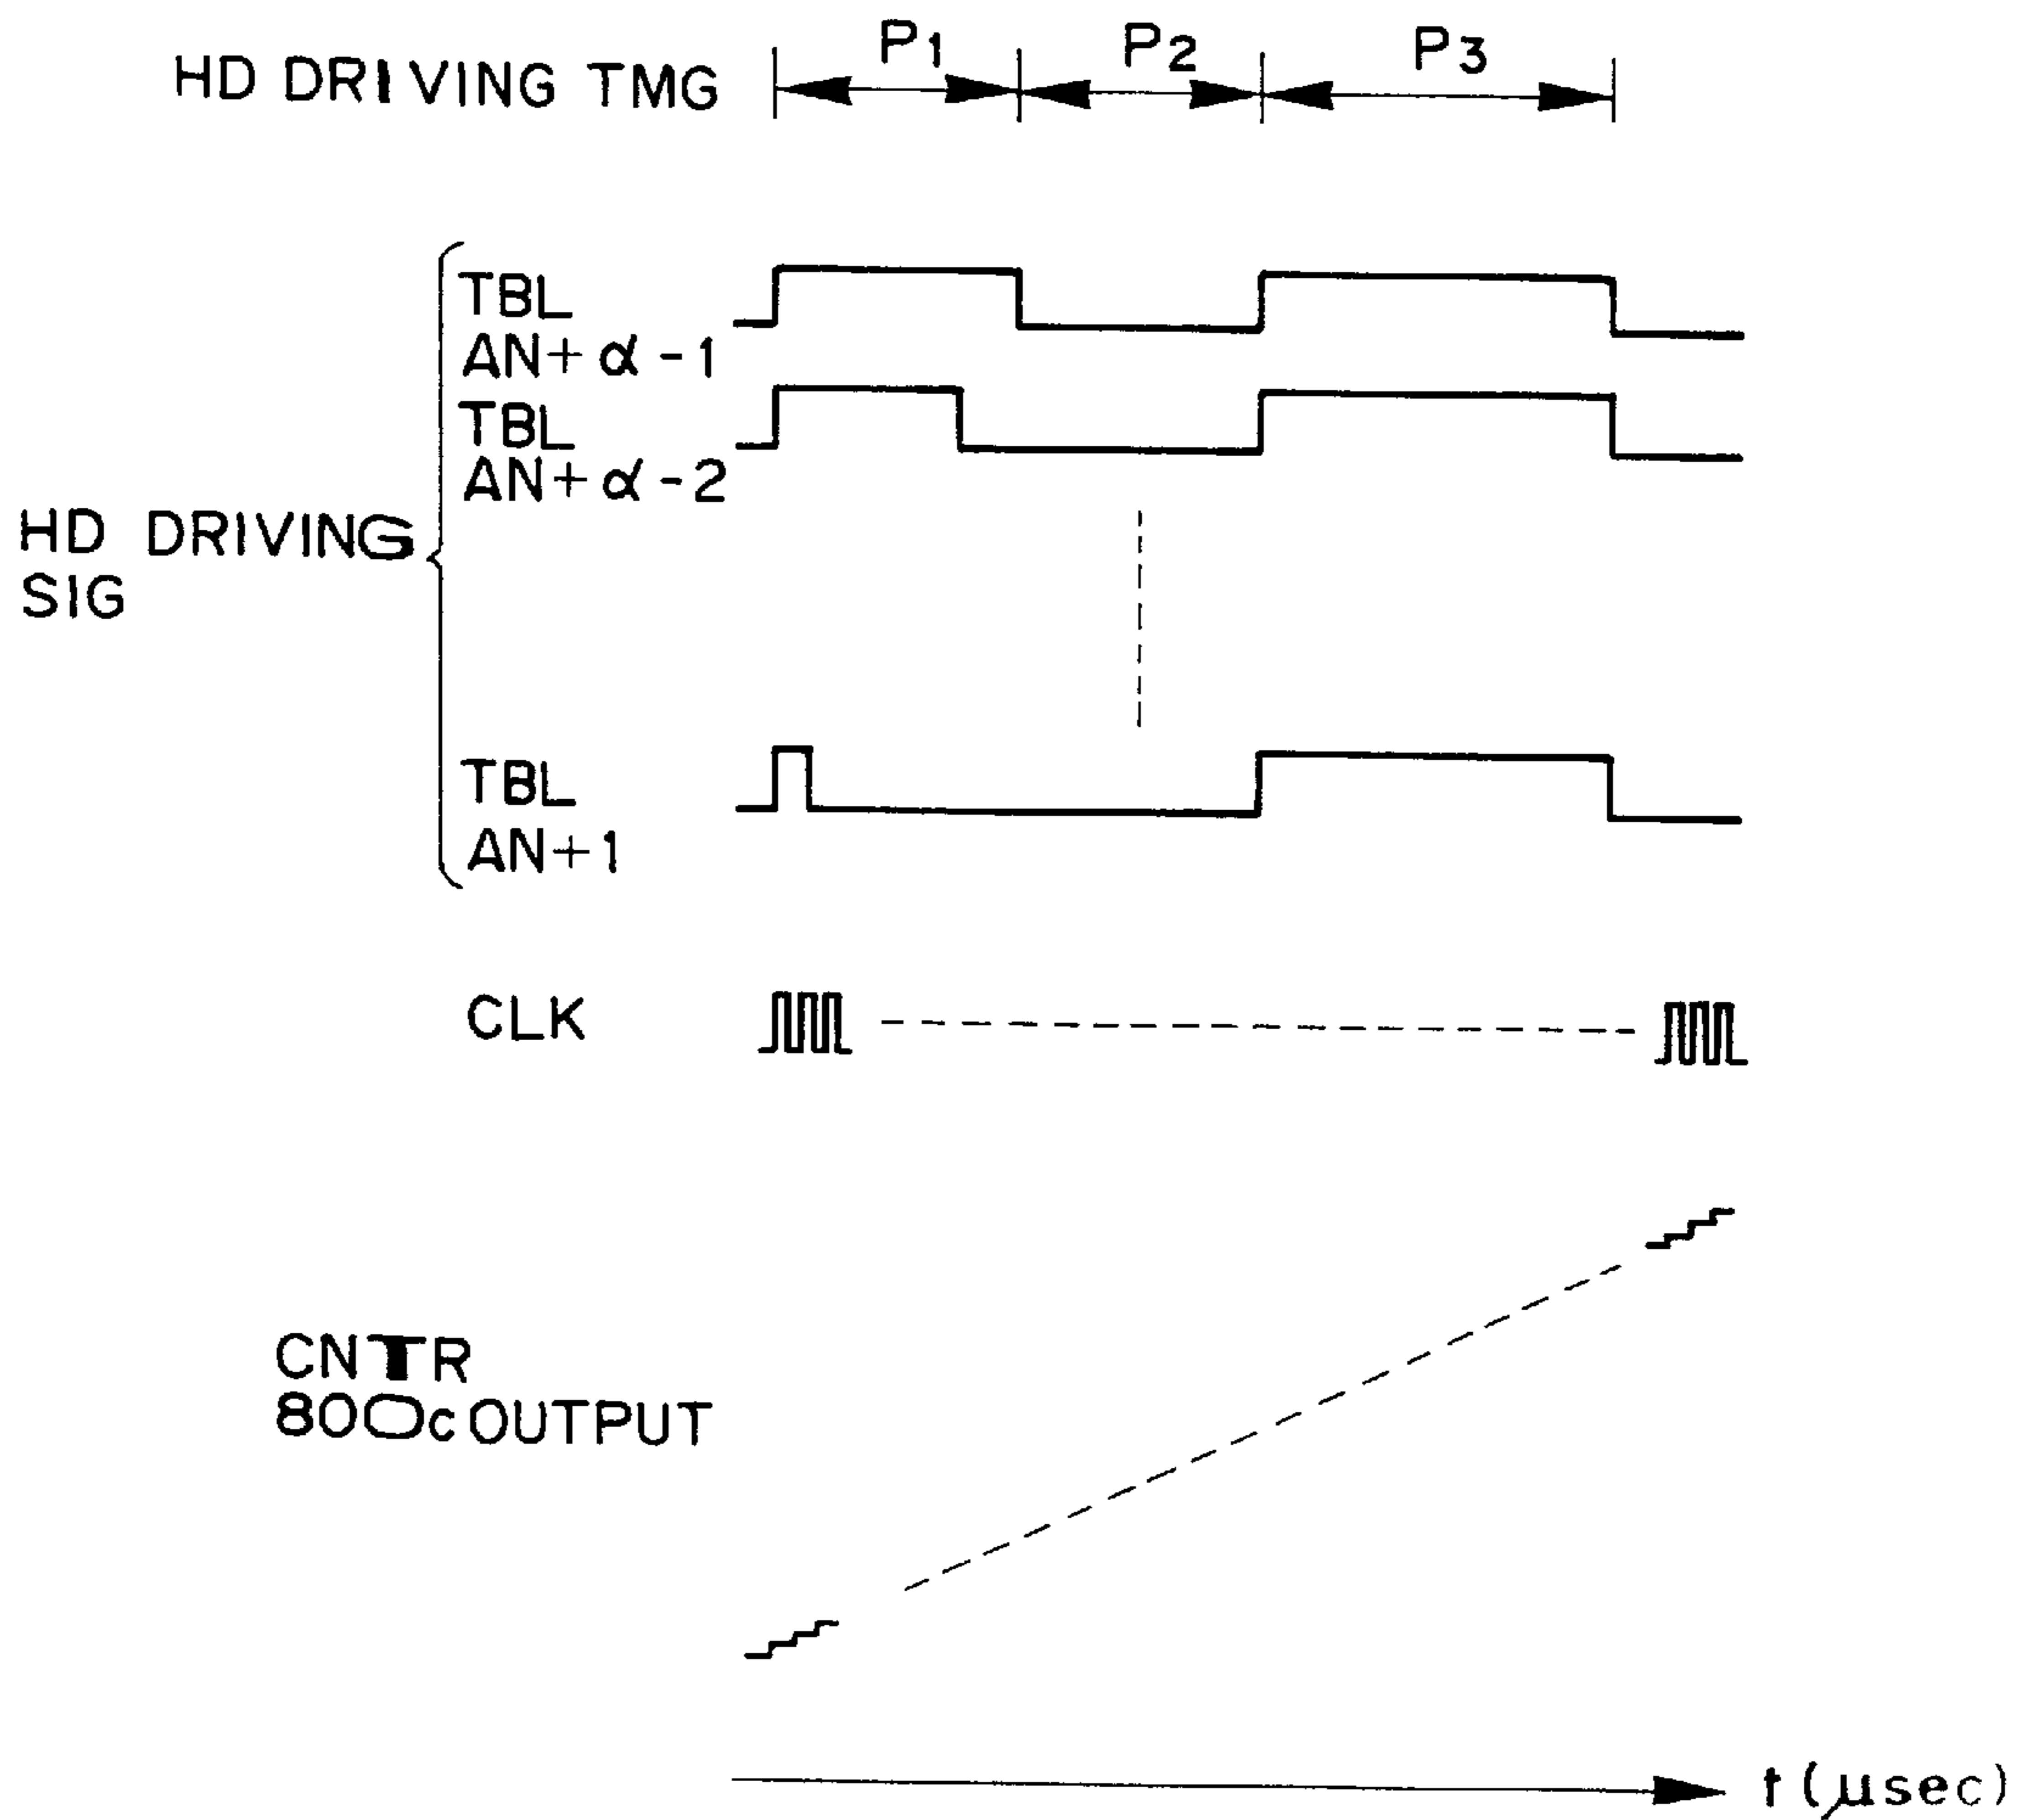 HD DRIVING TMG
P1
P2
P3
TBL
AN+α-1
TBL
AN+α-2
HD DRIVING
SIG
TBL
AN+1
CLK
CNTR
800c OUTPUT
t (μsec)